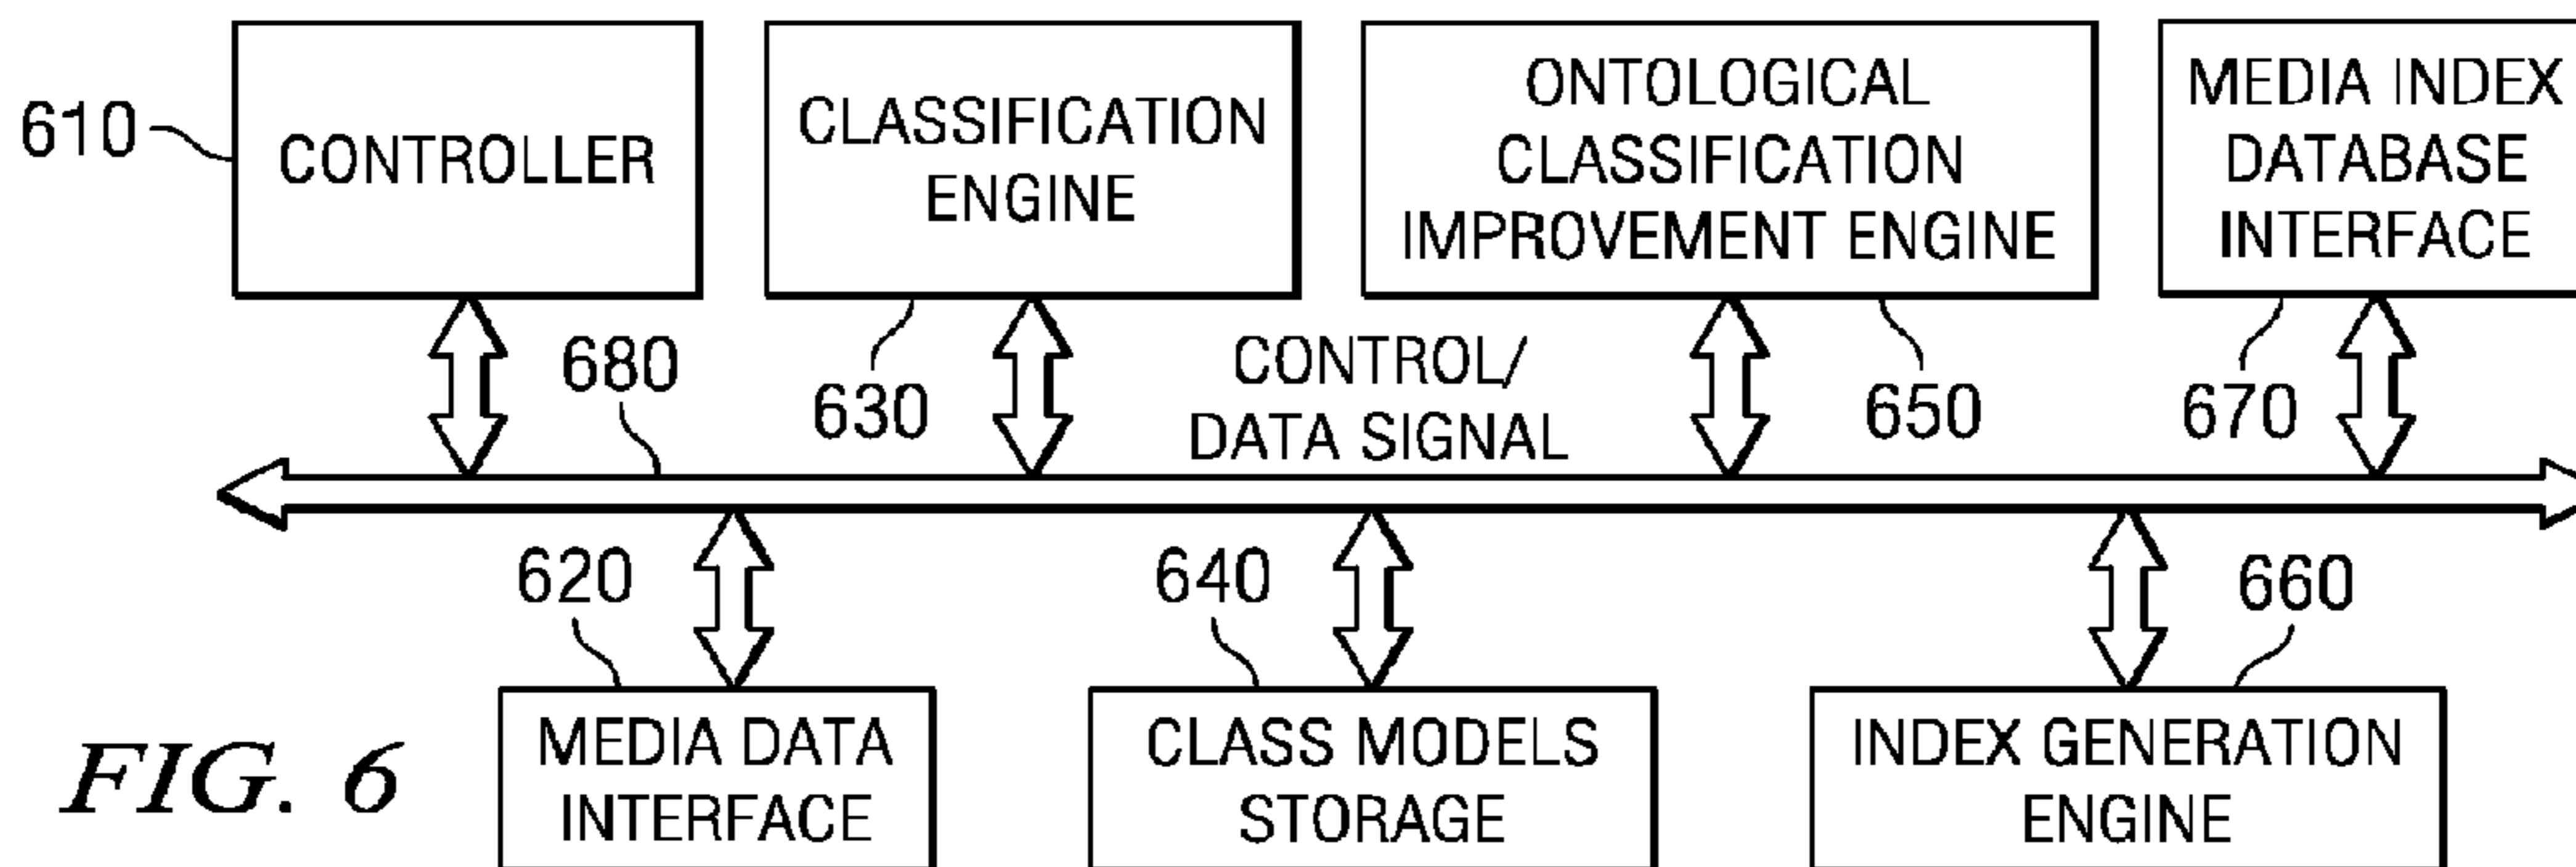 610
CONTROLLER
CLASSIFICATION
ENGINE
ONTOLOGICAL
CLASSIFICATION
IMPROVEMENT ENGINE
MEDIA INDEX
DATABASE
INTERFACE
680
630
CONTROL/
DATA SIGNAL
650
670
620
640
660
FIG. 6
MEDIA DATA
INTERFACE
CLASS MODELS
STORAGE
INDEX GENERATION
ENGINE